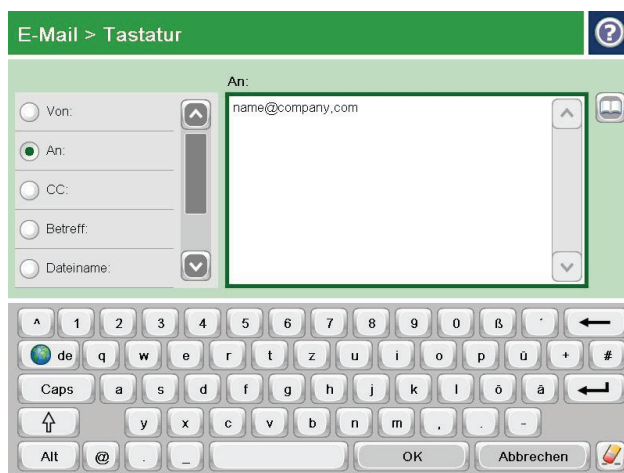 E-Mail > Tastatur
An:
Von:
name@company,com
An:
CC:
Betreff:
Dateiname:
^ 1 2 3 4 5 6 7 8 9 0 ß ´
de q w e r t z u i o p ü + #
Caps a s d f g h j k l ö ä
y x c v b n m , . -
Alt @ . _ OK Abbrechen